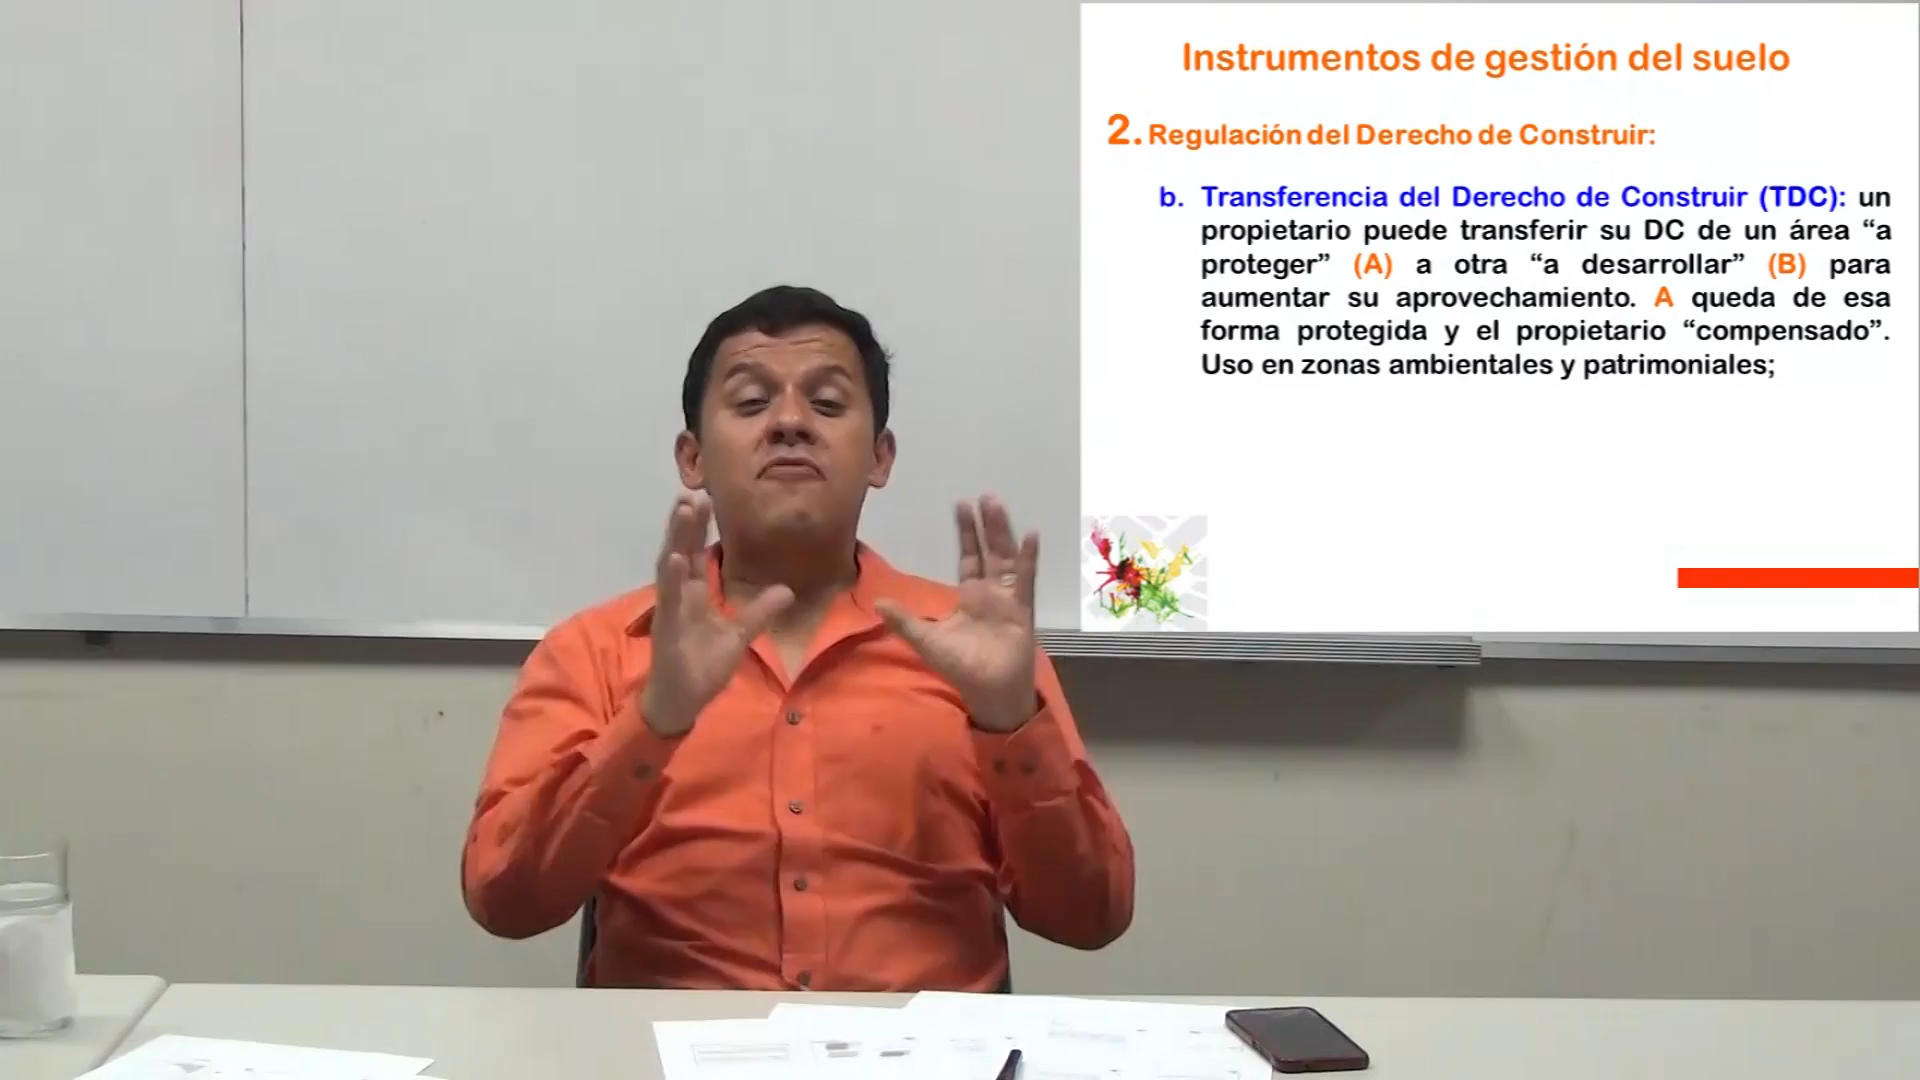 Instrumentos de gestión del suelo
2. Regulación del Derecho de Construir:
b. Transferencia del Derecho de Construir (TDC): un
propietario puede transferir su DC de un área “a
proteger” (A) a otra “a desarrollar” (B) para
aumentar su aprovechamiento. A queda de esa
forma protegida y el propietario “compensado”.
Uso en zonas ambientales y patrimoniales;